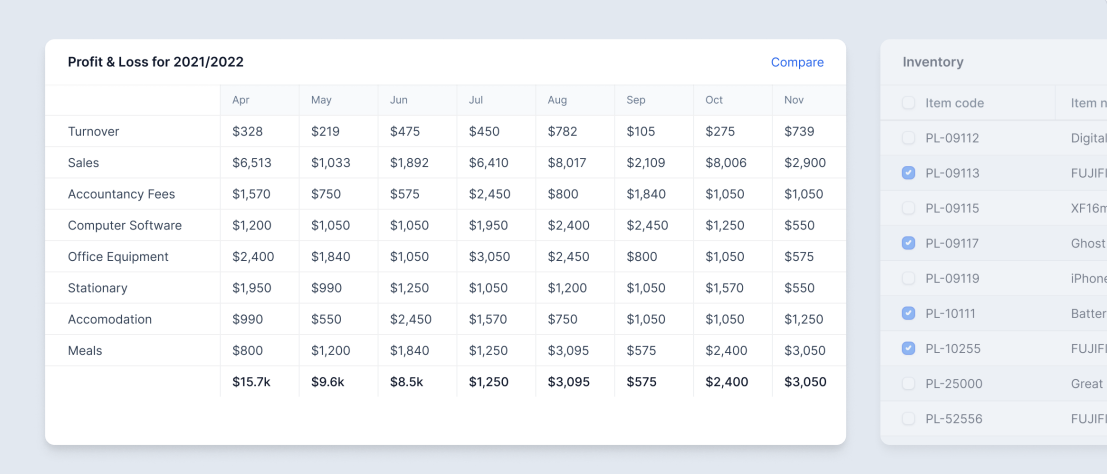 Profit & Loss for 2021/2022 Compare
Apr May Jun Jul Aug Sep Oct Nov
Turnover $328 $219 $475 $450 $782 $105 $275 $739
Sales $6,513 $1,033 $1,892 $6,410 $8,017 $2,109 $8,006 $2,900
Accountancy Fees $1,570 $750 $575 $2,450 $800 $1,840 $1,050 $1,050
Computer Software $1,200 $1,050 $1,050 $1,950 $2,400 $2,450 $1,250 $550
Office Equipment $2,400 $1,840 $1,050 $3,050 $2,450 $800 $1,050 $575
Stationary $1,950 $990 $1,250 $1,050 $1,200 $1,050 $1,570 $550
Accomodation $990 $550 $2,450 $1,570 $750 $1,050 $1,050 $1,250
Meals $800 $1,200 $1,840 $1,250 $3,095 $575 $2,400 $3,050
$15.7k $9.6k $8.5k $1,250 $3,095 $575 $2,400 $3,050
Inventory
Item code Item n
PL-09112 Digital
PL-09113 FUJIF
PL-09115 XF16m
PL-09117 Ghost
PL-09119 iPhone
PL-10111 Batter
PL-10255 FUJIF
PL-25000 Great
PL-52556 FUJIF